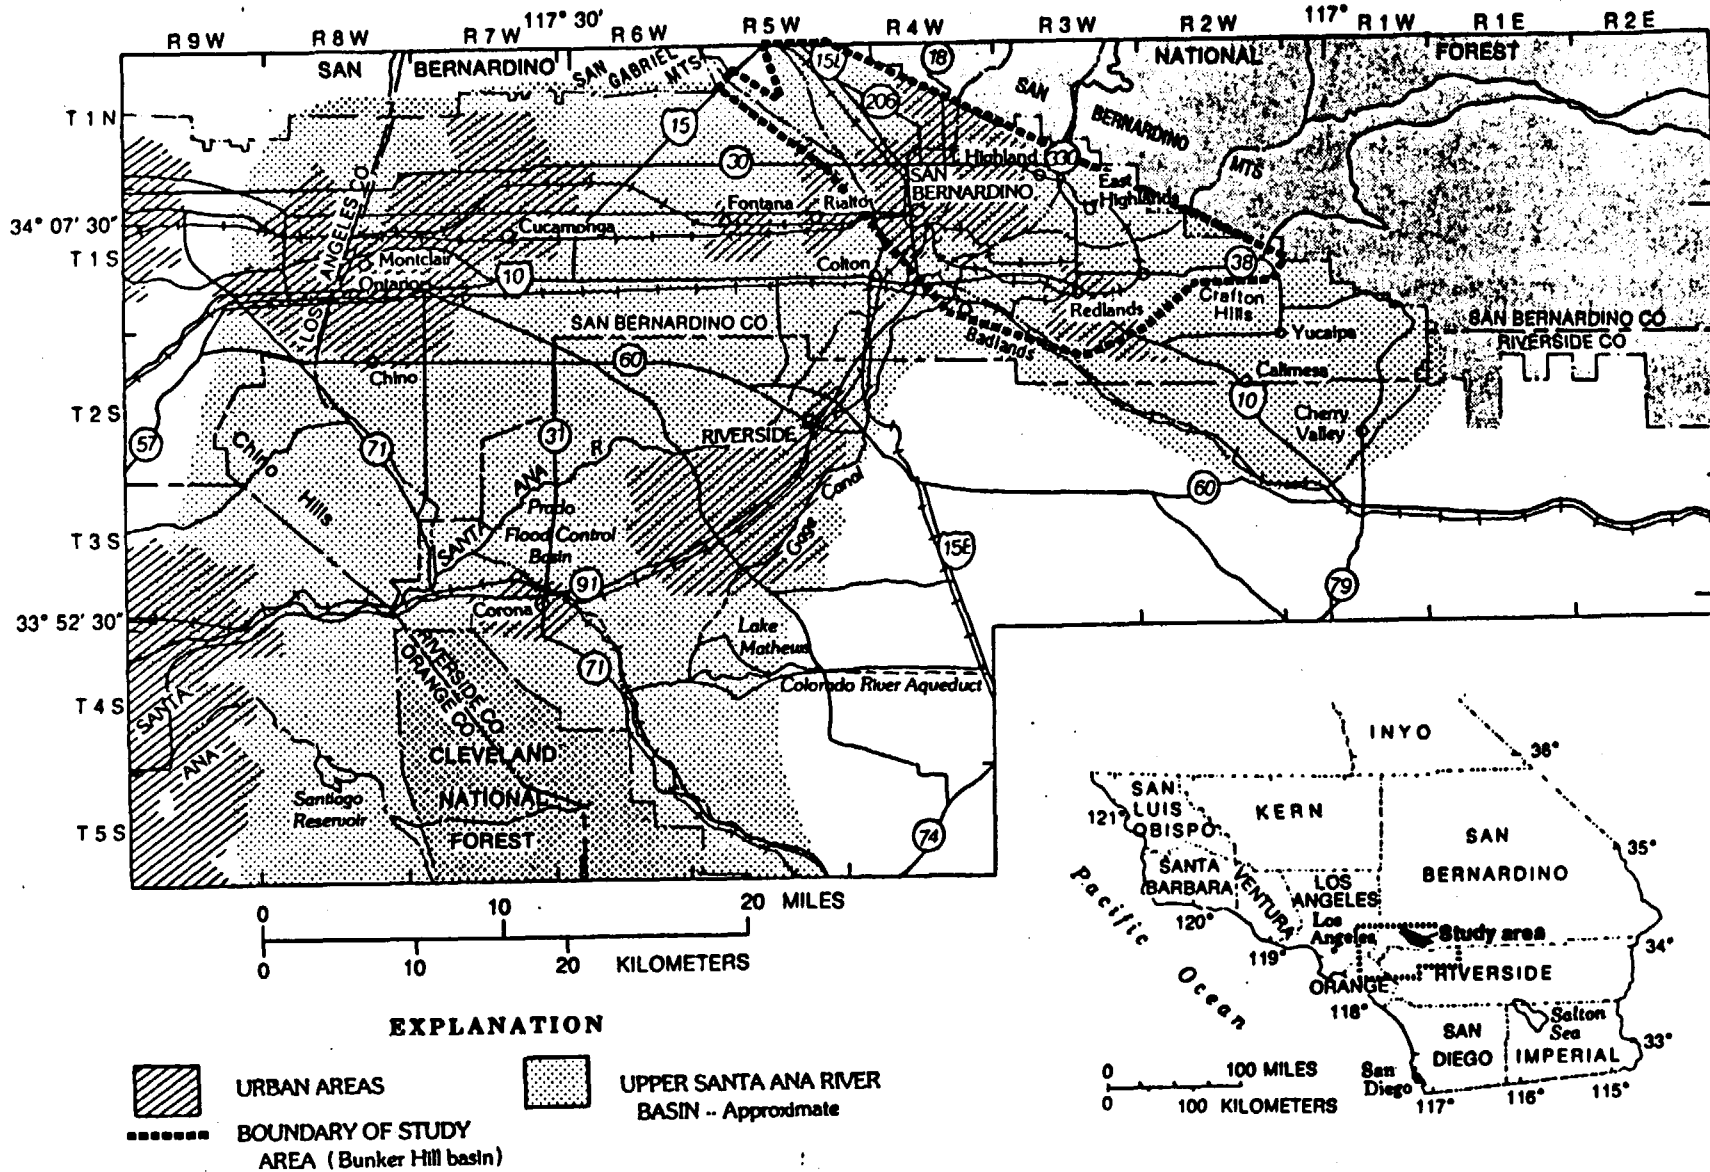 117° 30'
117°
R 9 W
R 8 W
R 7 W
R 6 W
R 5 W
R 4 W
R 3 W
R 2 W
R 1 W
R 1 E
R 2 E
SAN
BERNARDINO
NATIONAL
FOREST
SAN
GABRIEL
MTS
15E
18
SAN
BERNARDINO
MTS
206
T 1 N
15
30
Highland
330
SAN
BERNARDINO
East
Highlands
Fontana
Rialto
34° 07' 30"
Cucamonga
T 1 S
LOS ANGELES CO
Montclair
Ontario
10
Colton
38
Crafton
Hills
Redlands
Yucaipa
SAN BERNARDINO CO
SAN BERNARDINO CO
RIVERSIDE CO
Badlands
60
Chino
Calimesa
10
T 2 S
Cherry
Valley
57
Chino
Hills
71
31
RIVERSIDE
SANTA
ANA
R
Prado
Flood Control
Basin
Gage Canal
60
T 3 S
15E
91
79
Corona
33° 52' 30"
Lake
Mathews
71
RIVERSIDE CO
ORANGE CO
Colorado River Aqueduct
SANTA
ANA
T 4 S
CLEVELAND
NATIONAL
FOREST
Santiago
Reservoir
T 5 S
74
0
10
20 MILES
0
10
20 KILOMETERS
EXPLANATION
URBAN AREAS
UPPER SANTA ANA RIVER
BASIN -- Approximate
BOUNDARY OF STUDY
AREA (Bunker Hill basin)
INYO
36°
SAN
LUIS
OBISPO
KERN
121°
SAN
BERNARDINO
35°
SANTA
BARBARA
VENTURA
LOS
ANGELES
Los
Angeles
120°
Study area
34°
119°
RIVERSIDE
ORANGE
118°
Pacific Ocean
Salton
Sea
SAN
DIEGO
IMPERIAL
33°
San
Diego
117°
116°
115°
0
100 MILES
0
100 KILOMETERS